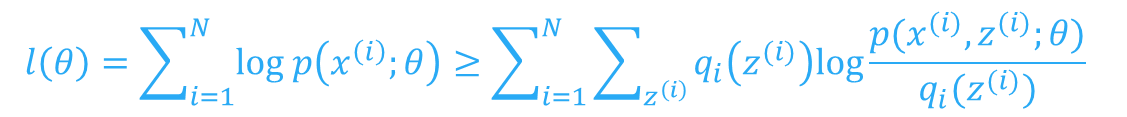 l(θ) = ∑_{i=1}^{N} log p(x^{(i)}; θ) ≥ ∑_{i=1}^{N} ∑_{z^{(i)}} q_i(z^{(i)}) log \frac{p(x^{(i)}, z^{(i)}; θ)}{q_i(z^{(i)})}